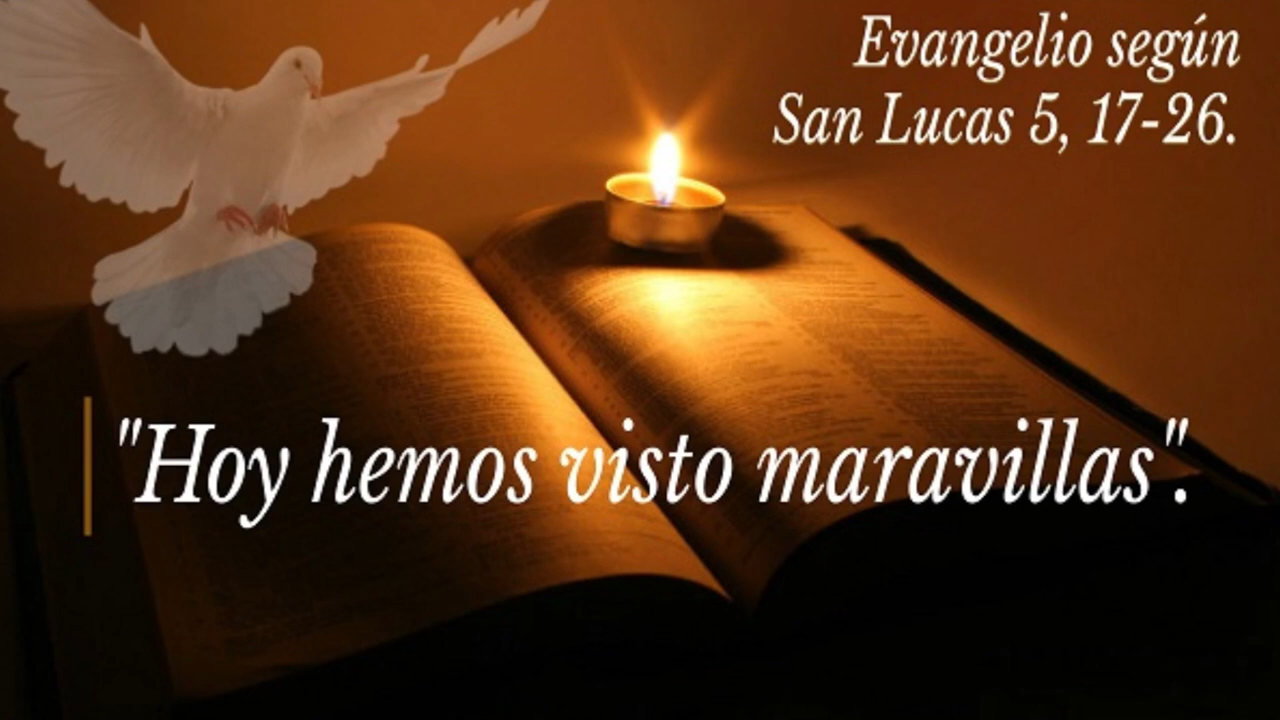 Evangelio según
San Lucas 5, 17-26.
"Hoy hemos visto maravillas".